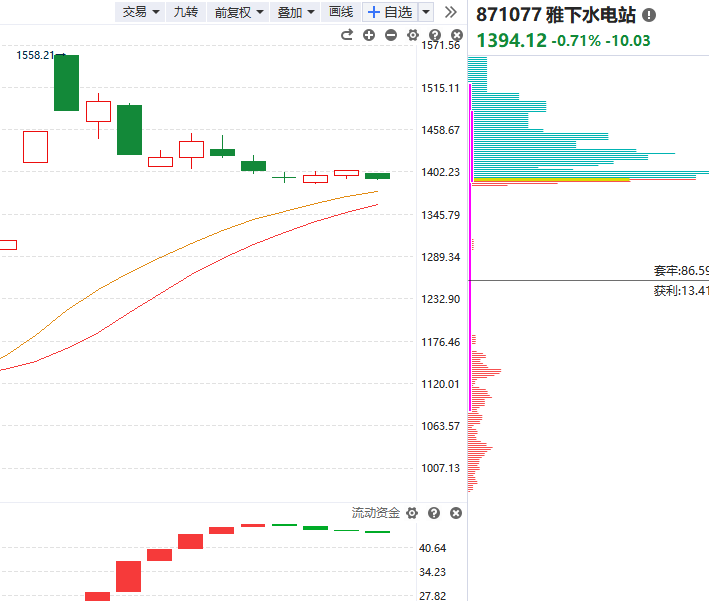 交易 九转 前复权 叠加 画线 + 自选
871077 雅下水电站
1394.12 -0.71% -10.03
1558.21
1571.56
1515.11
1458.67
1402.23
1345.79
1289.34
1232.90
1176.46
1120.01
1063.57
1007.13
套牢:86.59
获利:13.41
流动资金
40.64
34.23
27.82